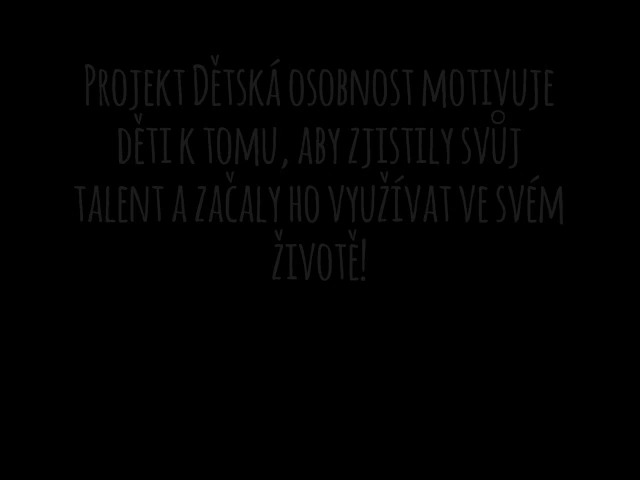 Projekt Dětská osobnost motivuje
děti k tomu, aby zjistily svůj
talent a začaly ho využívat ve svém
životě!